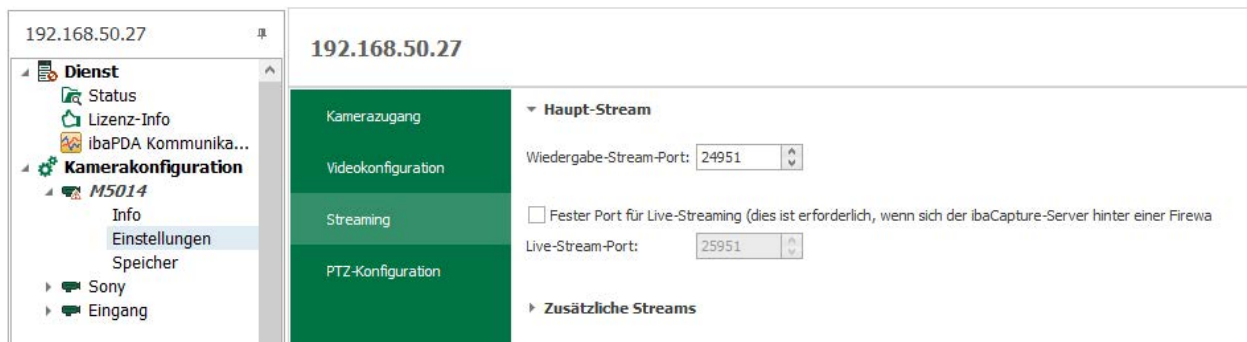 192.168.50.27
Dienst
Status
Lizenz-Info
ibaPDA Kommunika...
Kamerakonfiguration
M5014
Info
Einstellungen
Speicher
Sony
Eingang
192.168.50.27
Kamerazugang
Videokonfiguration
Streaming
PTZ-Konfiguration
Haupt-Stream
Wiedergabe-Stream-Port: 24951
Fester Port für Live-Streaming (dies ist erforderlich, wenn sich der ibaCapture-Server hinter einer Firewa
Live-Stream-Port: 25951
Zusätzliche Streams